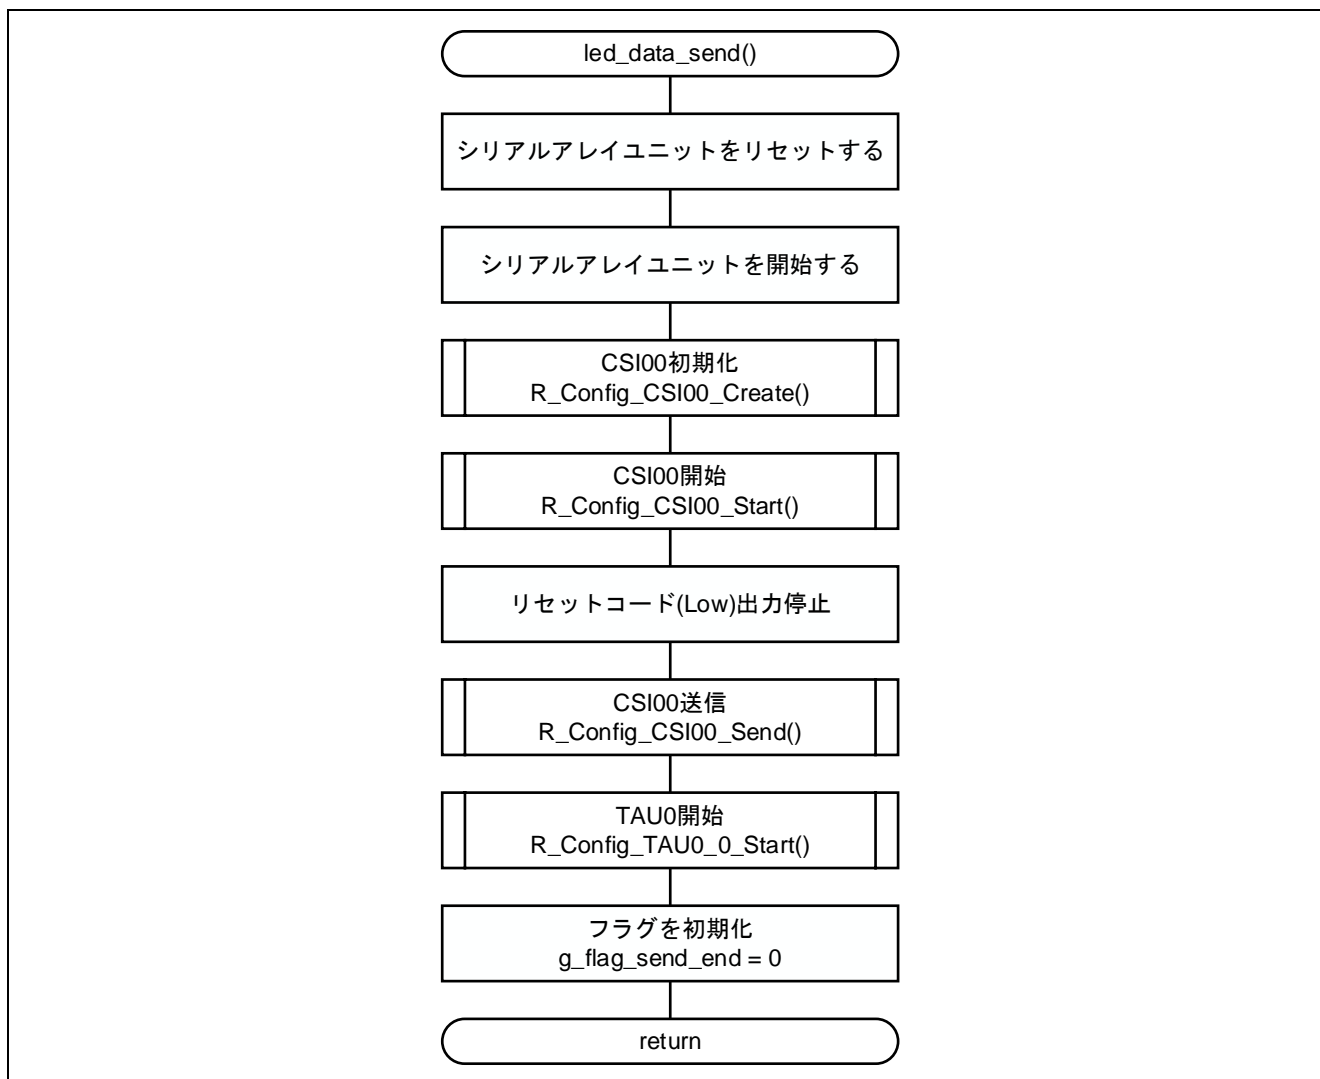 led_data_send()
シリアルアレイユニットをリセットする
シリアルアレイユニットを開始する
CSI00初期化
R_Config_CSI00_Create()
CSI00開始
R_Config_CSI00_Start()
リセットコード(Low)出力停止
CSI00送信
R_Config_CSI00_Send()
TAU0開始
R_Config_TAU0_0_Start()
フラグを初期化
g_flag_send_end = 0
return